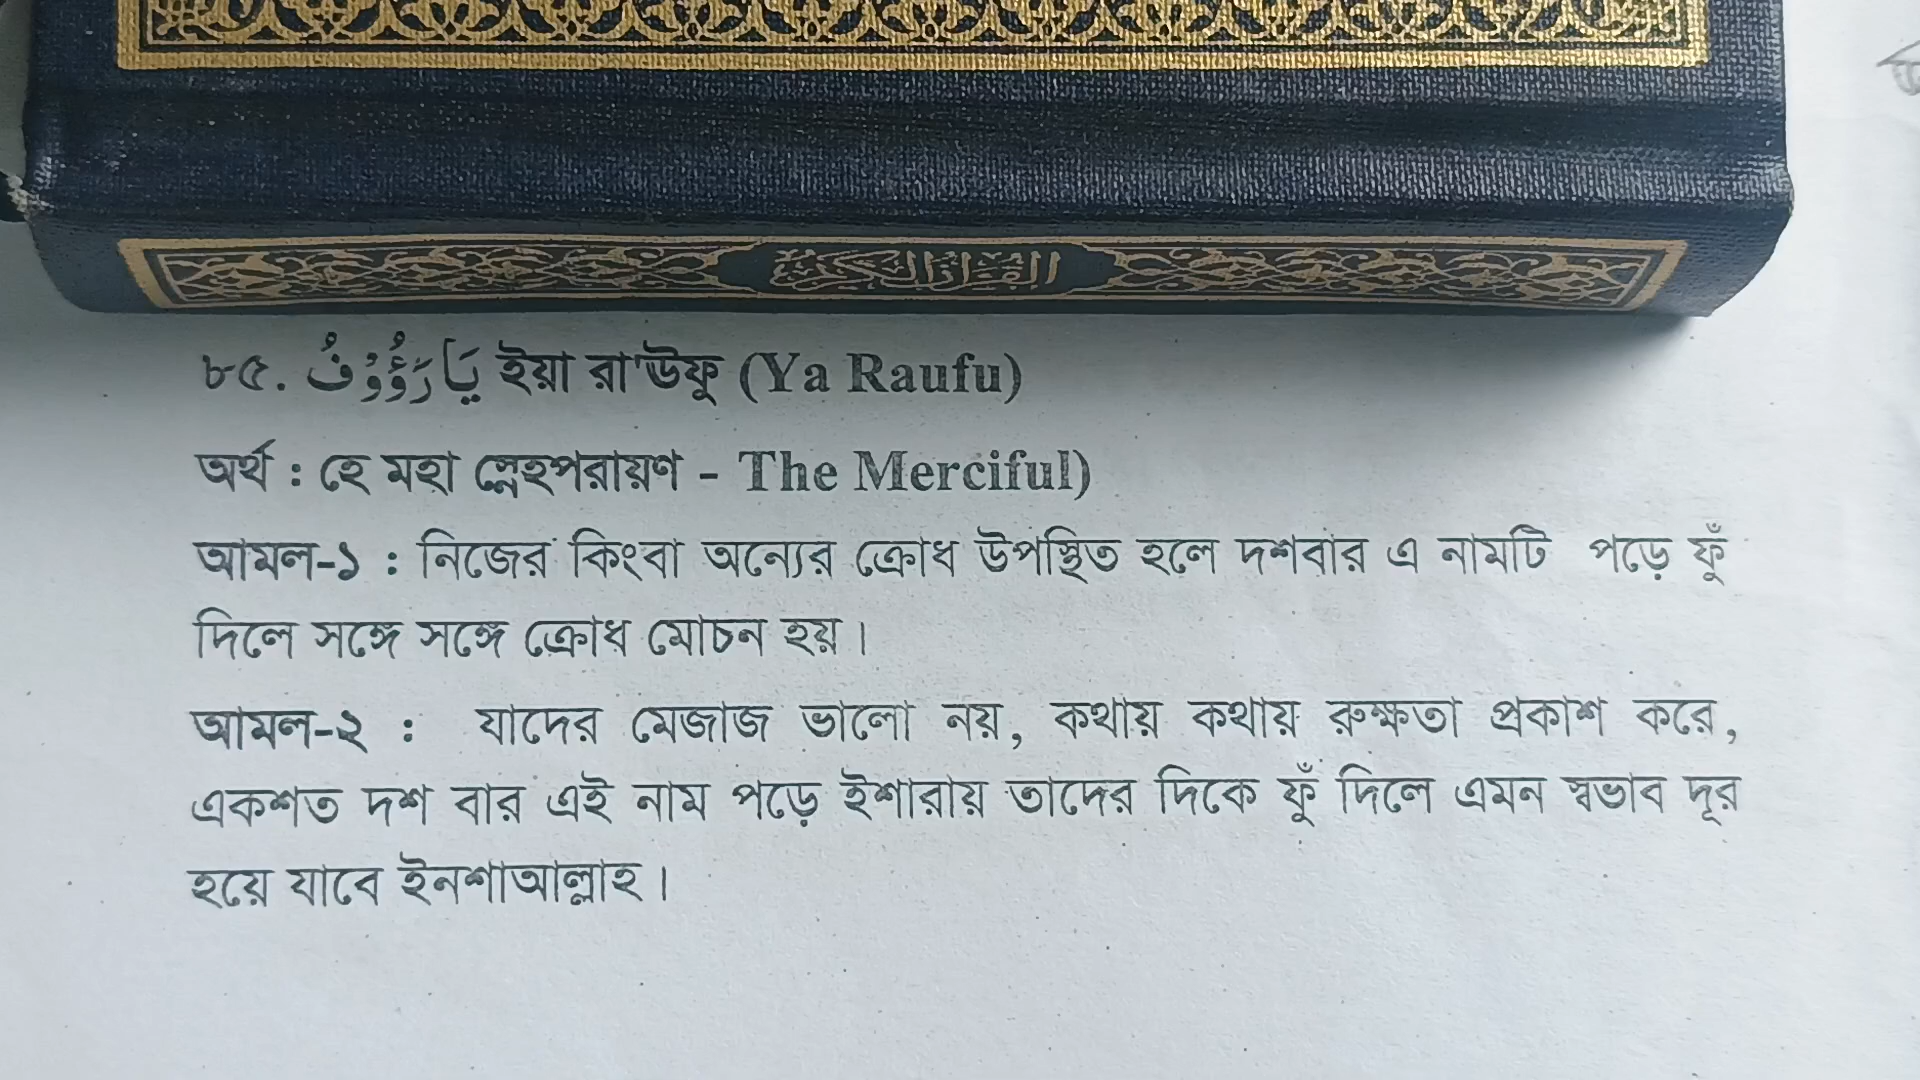 القرآن الكريم
৮৫. يَا رَءُوْفُ ইয়া রা'উফু (Ya Raufu)
অর্থ : হে মহা স্নেহপরায়ণ - The Merciful)
আমল-১ : নিজের কিংবা অন্যের ক্রোধ উপস্থিত হলে দশবার এ নামটি পড়ে ফুঁ
দিলে সঙ্গে সঙ্গে ক্রোধ মোচন হয়।
আমল-২ : যাদের মেজাজ ভালো নয়, কথায় কথায় রুক্ষতা প্রকাশ করে,
একশত দশ বার এই নাম পড়ে ইশারায় তাদের দিকে ফুঁ দিলে এমন স্বভাব দূর
হয়ে যাবে ইনশাআল্লাহ।